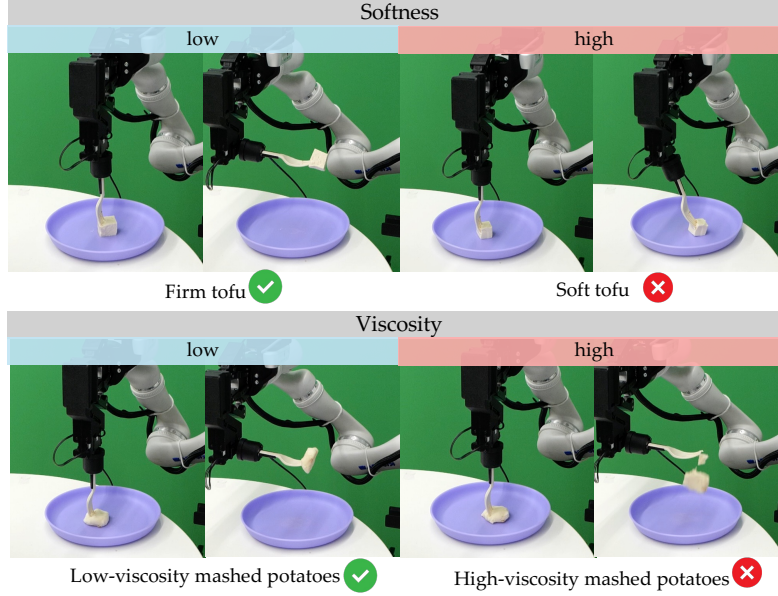 Softness
low
high
Firm tofu
Soft tofu
Viscosity
low
high
Low-viscosity mashed potatoes
High-viscosity mashed potatoes